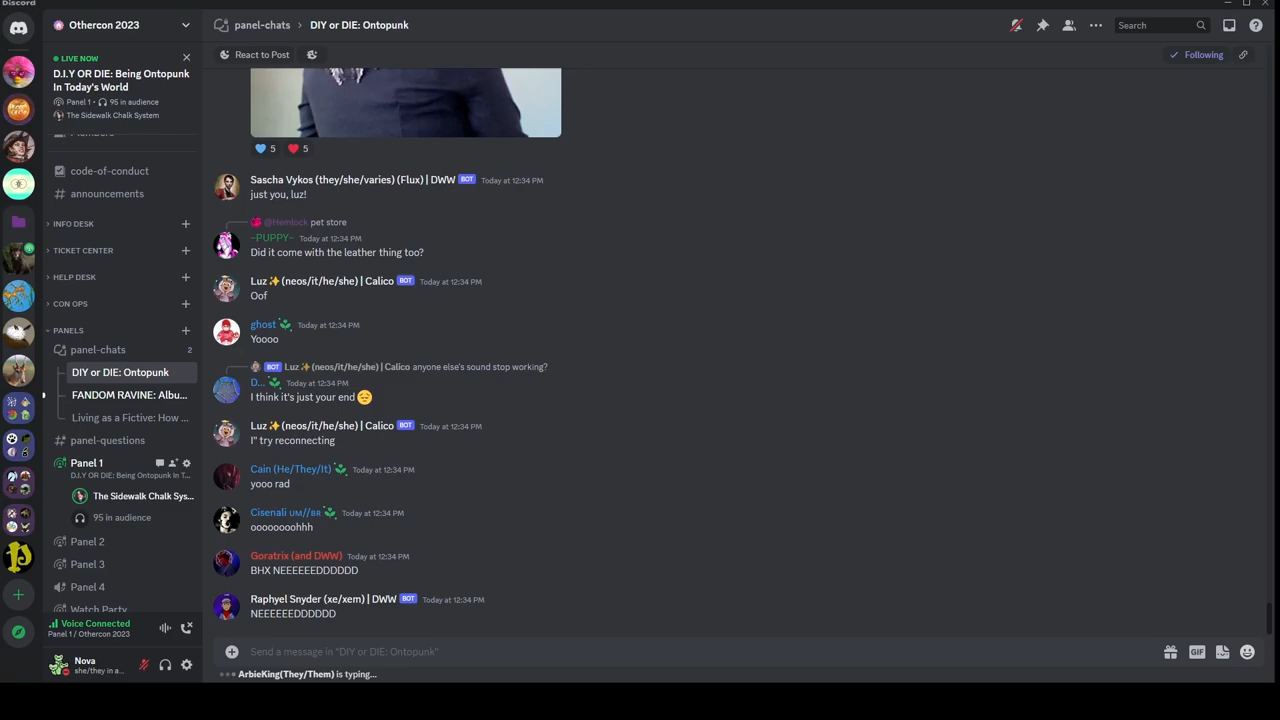 Discord
Othercon 2023
LIVE NOW
D.I.Y OR DIE: Being Ontopunk
In Today's World
Panel 1 • 95 in audience
The Sidewalk Chalk System
Members
code-of-conduct
announcements
INFO DESK
TICKET CENTER
HELP DESK
CON OPS
PANELS
panel-chats 2
DIY or DIE: Ontopunk
FANDOM RAVINE: Albu...
Living as a Fictive: How ...
panel-questions
Panel 1
D.I.Y OR DIE: Being Ontopunk In T...
The Sidewalk Chalk Sys...
95 in audience
Panel 2
Panel 3
Panel 4
Watch Party
Voice Connected
Panel 1 / Othercon 2023
Nova
she/they in a...
panel-chats › DIY or DIE: Ontopunk
Search
React to Post
Following
5 5
Sascha Vykos (they/she/varies) (Flux) | DWW BOT Today at 12:34 PM
just you, luz!
@Hemlock pet store
~PUPPY~ Today at 12:34 PM
Did it come with the leather thing too?
Luz✨(neos/it/he/she) | Calico BOT Today at 12:34 PM
Oof
ghost Today at 12:34 PM
Yoooo
BOT Luz✨(neos/it/he/she) | Calico anyone else's sound stop working?
D... Today at 12:34 PM
I think it's just your end 😔
Luz✨(neos/it/he/she) | Calico BOT Today at 12:34 PM
I'' try reconnecting
Cain (He/They/It) Today at 12:34 PM
yooo rad
Cisenali ᴜᴍ//ʙʀ Today at 12:34 PM
oooooooohhh
Goratrix (and DWW) Today at 12:34 PM
BHX NEEEEEDDDDDD
Raphyel Snyder (xe/xem) | DWW BOT Today at 12:34 PM
NEEEEEDDDDDD
Send a message in "DIY or DIE: Ontopunk"
GIF
ArbieKing(They/Them) is typing...